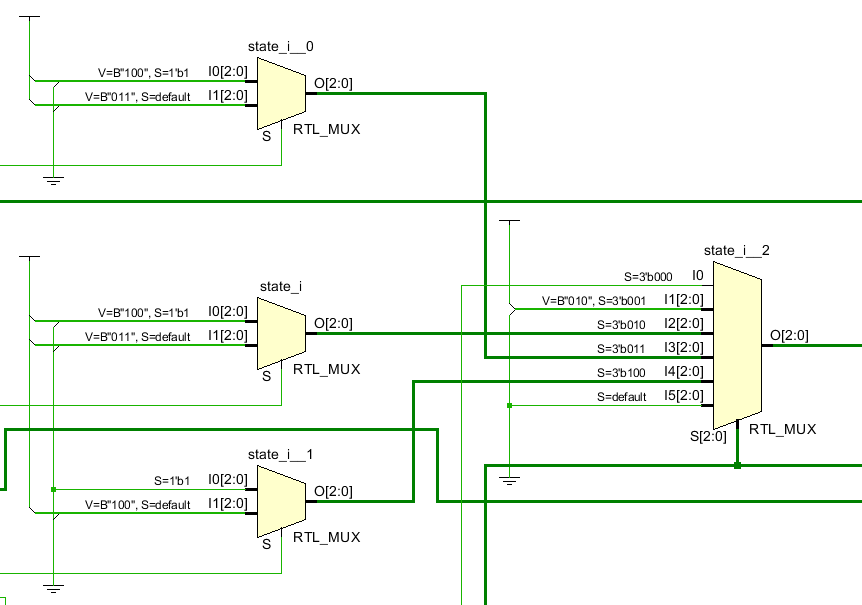 state_i__0
V=B"100", S=1'b1 I0[2:0]
V=B"011", S=default I1[2:0]
O[2:0]
S
RTL_MUX
state_i
V=B"100", S=1'b1 I0[2:0]
V=B"011", S=default I1[2:0]
O[2:0]
S
RTL_MUX
state_i__1
S=1'b1 I0[2:0]
V=B"100", S=default I1[2:0]
O[2:0]
S
RTL_MUX
state_i__2
S=3'b000 I0
V=B"010", S=3'b001 I1[2:0]
S=3'b010 I2[2:0]
S=3'b011 I3[2:0]
S=3'b100 I4[2:0]
S=default I5[2:0]
O[2:0]
S[2:0]
RTL_MUX